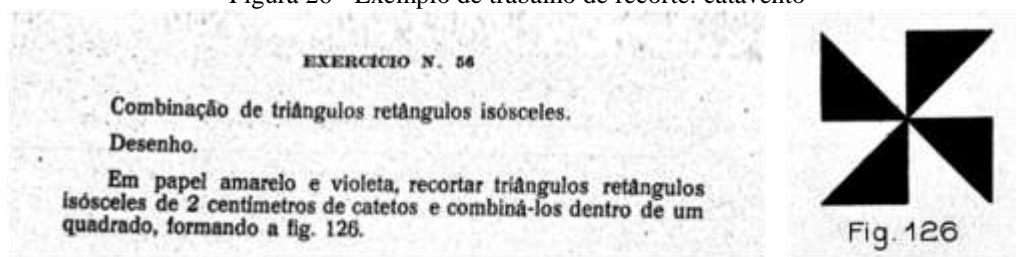 Figura 26 - Exemplo de trabalho de recorte: catavento
EXERCÍCIO N. 56
Combinação de triângulos retângulos isósceles.
Desenho.
Em papel amarelo e violeta, recortar triângulos retângulos
isósceles de 2 centímetros de catetos e combiná-los dentro de um
quadrado, formando a fig. 126.
Fig. 126